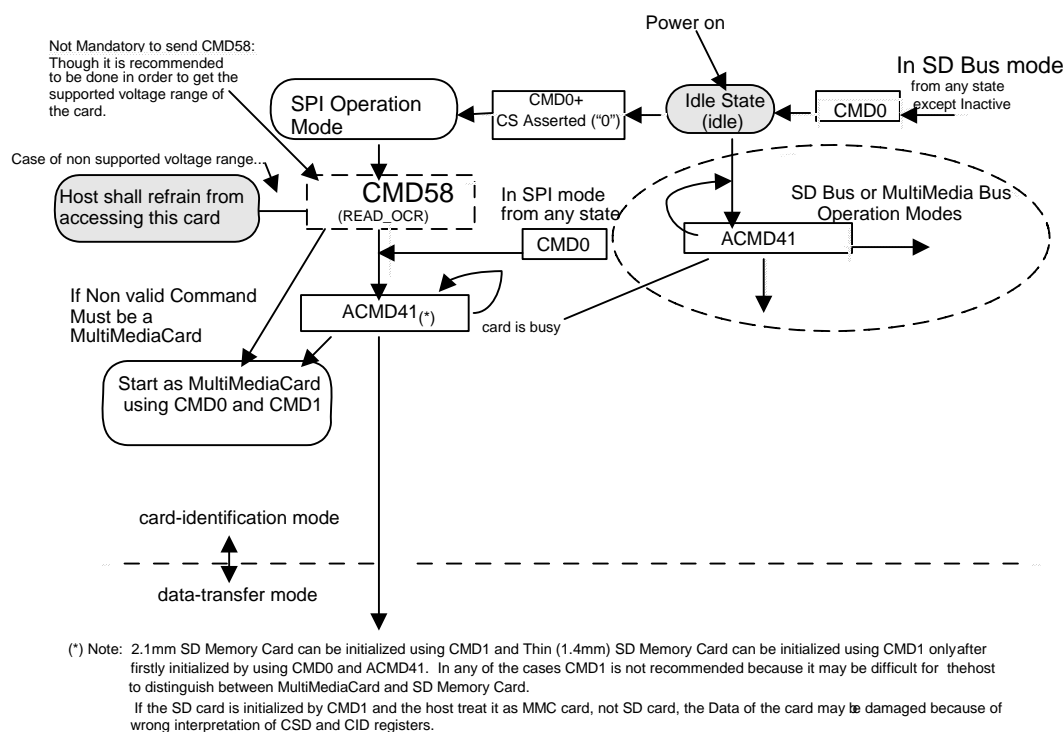 Power on
Not Mandatory to send CMD58:
Though it is recommended
to be done in order to get the
supported voltage range of
the card.
In SD Bus mode
from any state
except Inactive
SPI Operation
Mode
CMD0+
CS Asserted ("0")
Idle State
(idle)
CMD0
Case of non supported voltage range...
Host shall refrain from
accessing this card
CMD58
(READ_OCR)
In SPI mode
from any state
CMD0
SD Bus or MultiMedia Bus
Operation Modes
ACMD41
If Non valid Command
Must be a
MultiMediaCard
ACMD41(*)
card is busy
Start as MultiMediaCard
using CMD0 and CMD1
card-identification mode
data-transfer mode
(*) Note: 2.1mm SD Memory Card can be initialized using CMD1 and Thin (1.4mm) SD Memory Card can be initialized using CMD1 onlyafter
firstly initialized by using CMD0 and ACMD41. In any of the cases CMD1 is not recommended because it may be difficult for thehost
to distinguish between MultiMediaCard and SD Memory Card.
If the SD card is initialized by CMD1 and the host treat it as MMC card, not SD card, the Data of the card may be damaged because of
wrong interpretation of CSD and CID registers.